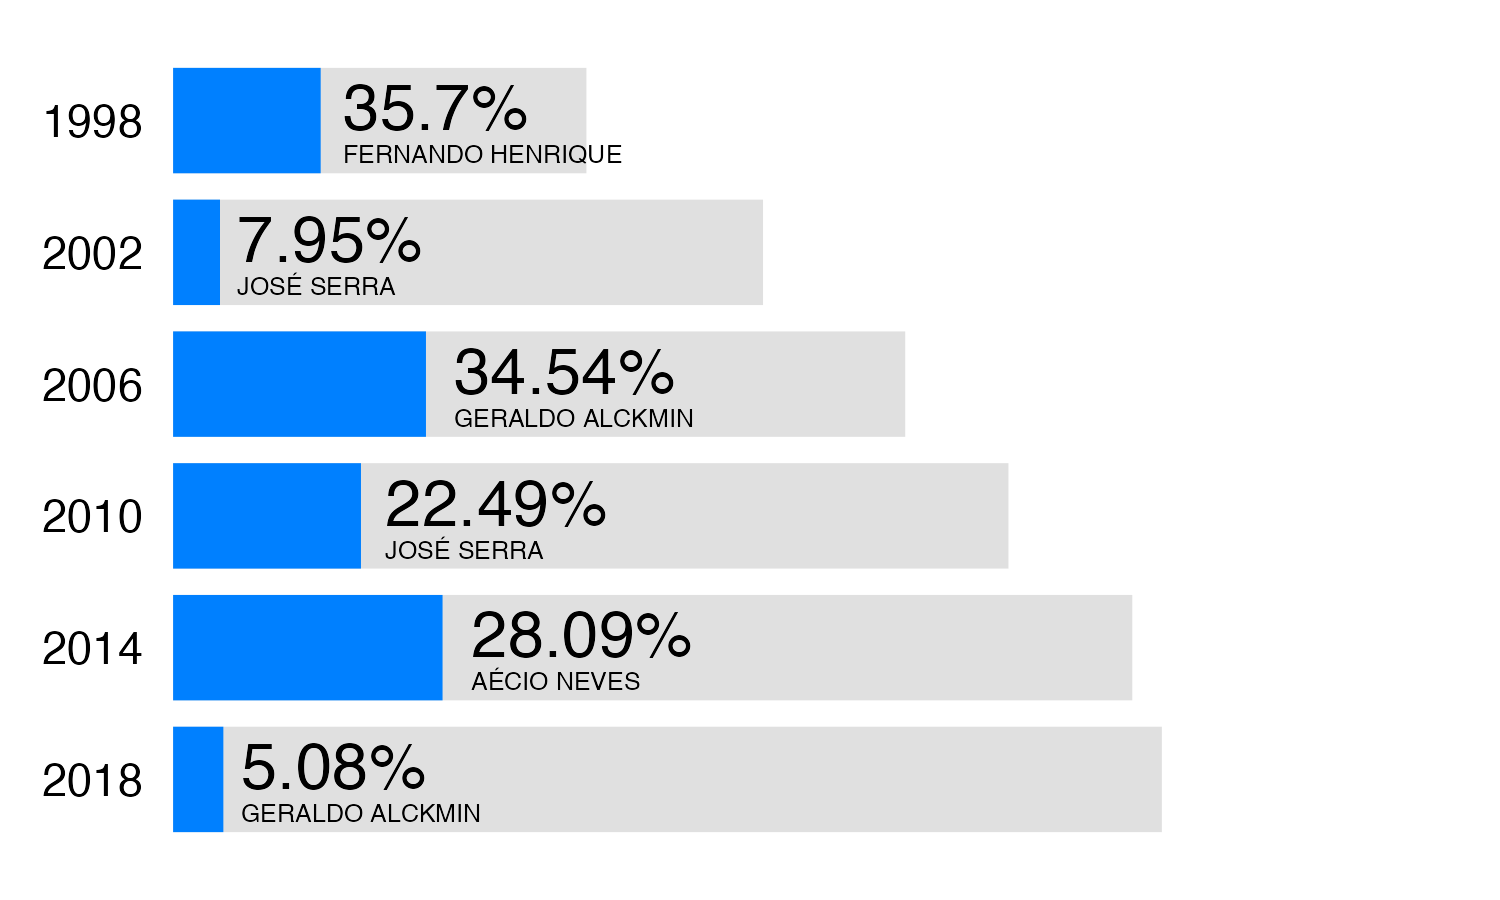 1998
35.7%
FERNANDO HENRIQUE
2002
7.95%
JOSÉ SERRA
2006
34.54%
GERALDO ALCKMIN
2010
22.49%
JOSÉ SERRA
2014
28.09%
AÉCIO NEVES
2018
5.08%
GERALDO ALCKMIN